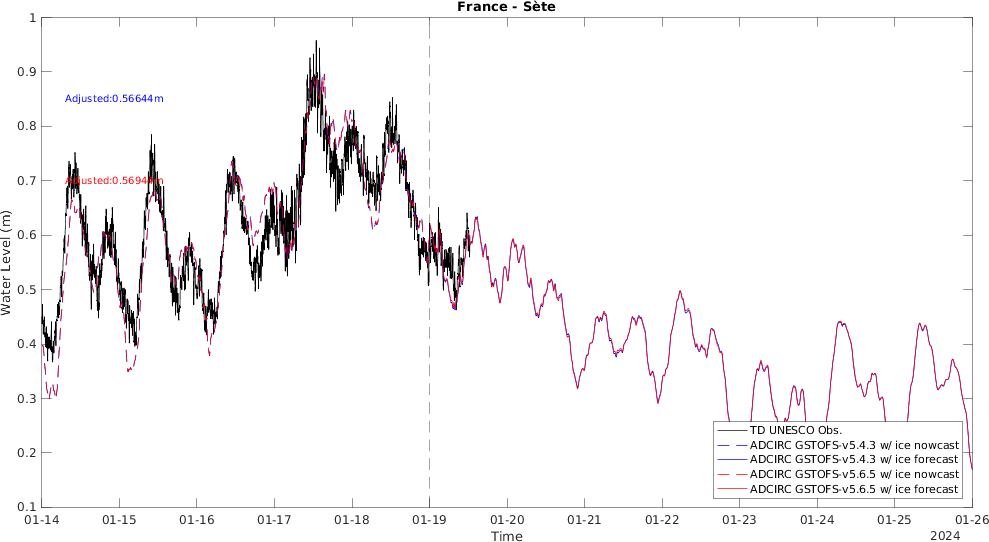 France - Sète
Water Level (m)
1
0.9
0.8
0.7
0.6
0.5
0.4
0.3
0.2
0.1
Adjusted:0.56644m
TD UNESCO Obs.
ADCIRC GSTOFS-v5.4.3 w/ ice nowcast
ADCIRC GSTOFS-v5.4.3 w/ ice forecast
ADCIRC GSTOFS-v5.6.5 w/ ice nowcast
ADCIRC GSTOFS-v5.6.5 w/ ice forecast
01-14 01-15 01-16 01-17 01-18 01-19 01-20 01-21 01-22 01-23 01-24 01-25 01-26
Time
2024